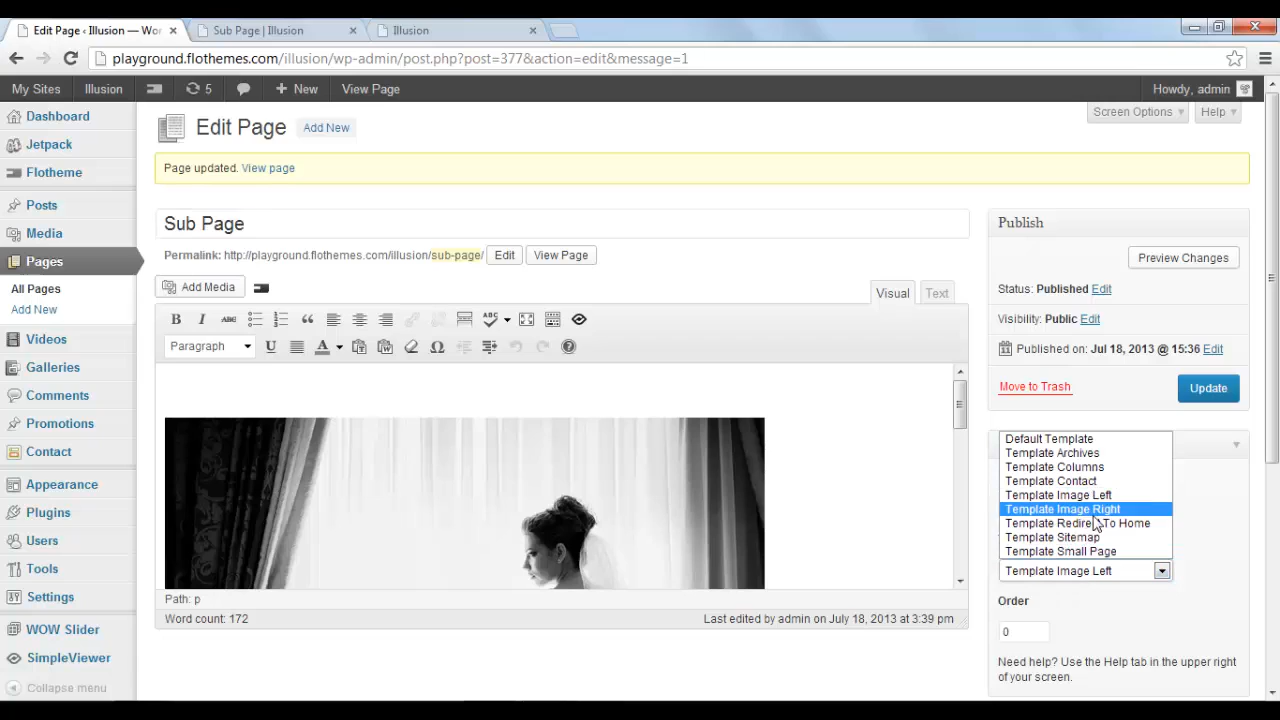 Edit Page ‹ Illusion — Wo
Sub Page | Illusion
Illusion
playground.flothemes.com/illusion/wp-admin/post.php?post=377&action=edit&message=1
My Sites
Illusion
5
New
View Page
Howdy, admin
Dashboard
Jetpack
Flotheme
Posts
Media
Pages
All Pages
Add New
Videos
Galleries
Comments
Promotions
Contact
Appearance
Plugins
Users
Tools
Settings
WOW Slider
SimpleViewer
Collapse menu
Screen Options
Help
Edit Page
Add New
Page updated. View page
Sub Page
Permalink: http://playground.flothemes.com/illusion/sub-page/
Edit
View Page
Add Media
Visual
Text
B I ABC
ABC
Paragraph
U
A
Path: p
Word count: 172
Last edited by admin on July 18, 2013 at 3:39 pm
Publish
Preview Changes
Status: Published Edit
Visibility: Public Edit
Published on: Jul 18, 2013 @ 15:36 Edit
Move to Trash
Update
Default Template
Template Archives
Template Columns
Template Contact
Template Image Left
Template Image Right
Template Redirect To Home
Template Sitemap
Template Small Page
Template Image Left
Order
0
Need help? Use the Help tab in the upper right
of your screen.